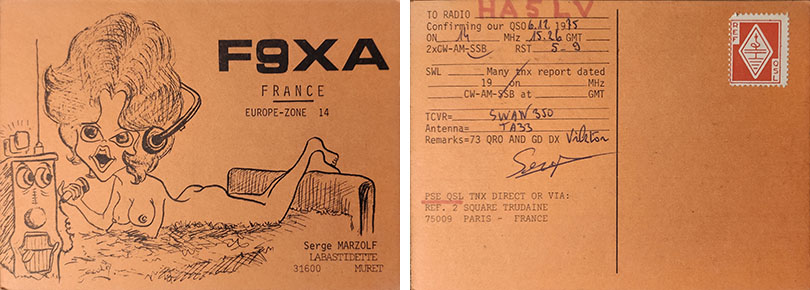 F9XA
FRANCE
EUROPE-ZONE 14
Serge MARZOLF
LABASTIDETTE
31600 MURET
TO RADIO HA5LV
Confirming our QSO 6.12 1975
ON 14 MHz 15.26 GMT
2xCW-AM-SSB RST 5-9
SWL Many tnx report dated
19 on MHz
CW-AM-SSB at GMT
TCVR= SWAN 350
Antenna= TA33
Remarks=73 QRO AND GD DX Viktor
Serge
PSE QSL TNX DIRECT OR VIA:
REF. 2 SQUARE TRUDAINE
75009 PARIS - FRANCE
REF
QSL